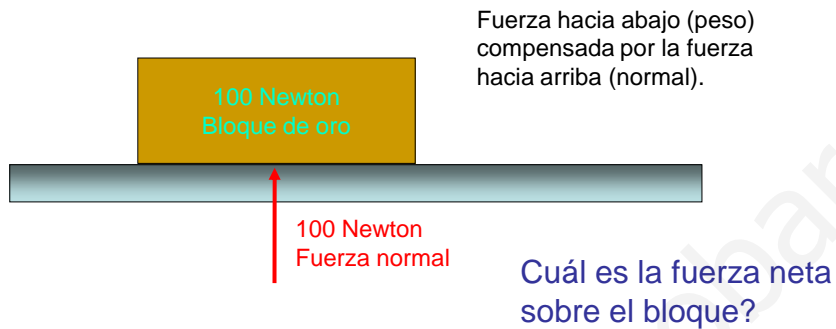 Fuerza hacia abajo (peso)
compensada por la fuerza
hacia arriba (normal).
100 Newton
Bloque de oro
100 Newton
Fuerza normal
Cuál es la fuerza neta
sobre el bloque?